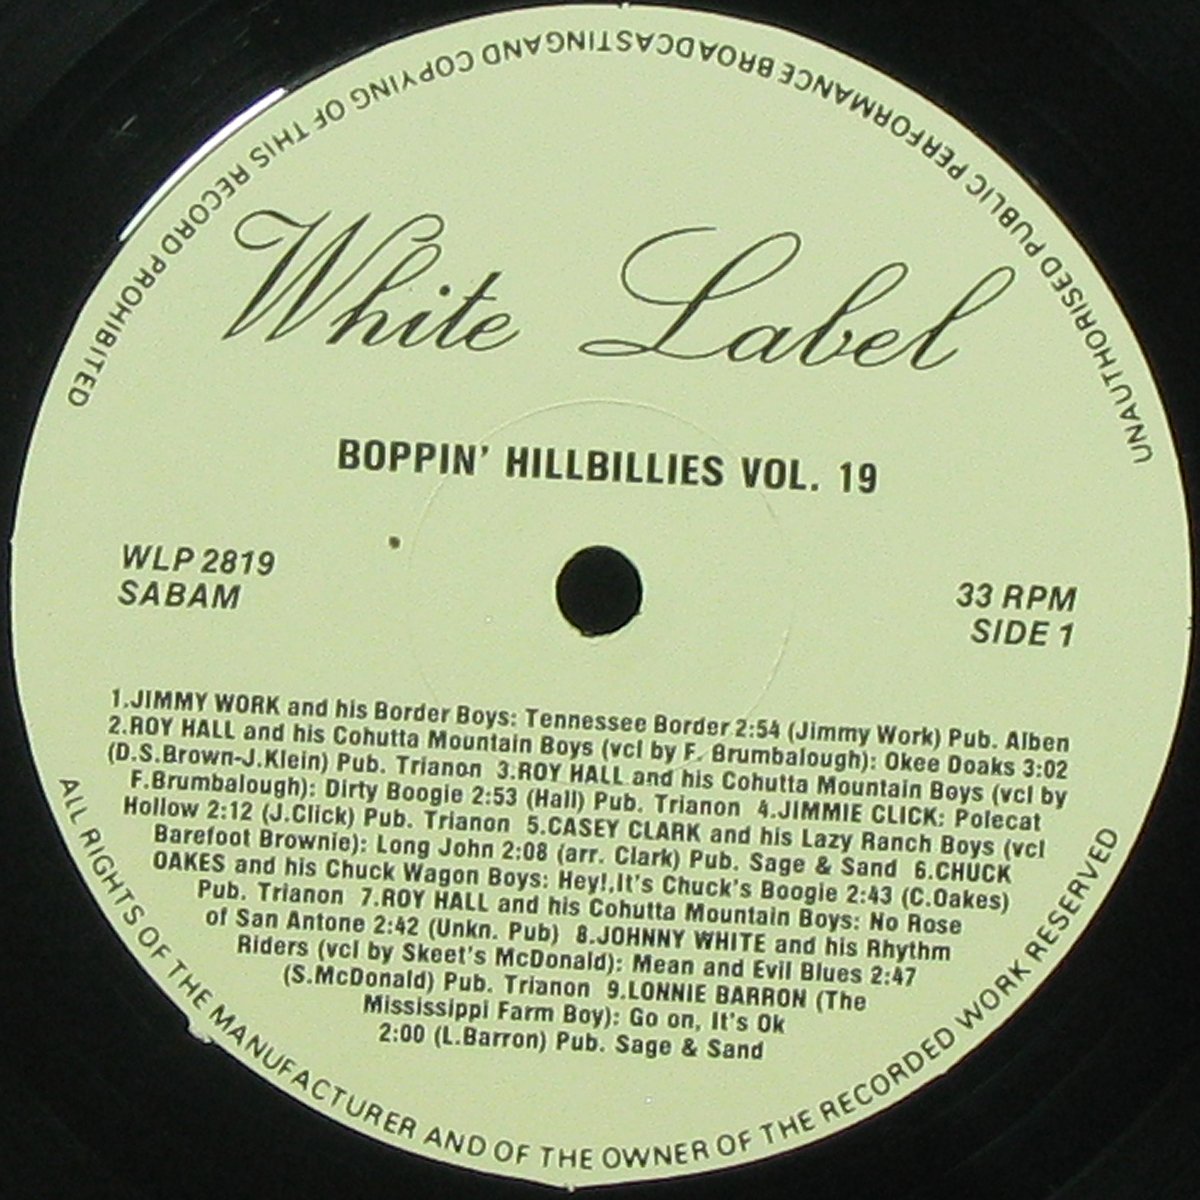 UNAUTHORISED PUBLIC PERFORMANCE BROADCASTING AND COPYING OF THIS RECORD PROHIBITED
White Label
BOPPIN' HILLBILLIES VOL. 19
WLP 2819
SABAM
33 RPM
SIDE 1
1.JIMMY WORK and his Border Boys: Tennessee Border 2:54 (Jimmy Work) Pub. Alben
2.ROY HALL and his Cohutta Mountain Boys (vcl by F. Brumbalough): Okee Doaks 3:02
(D.S.Brown-J.Klein) Pub. Trianon 3.ROY HALL and his Cohutta Mountain Boys (vcl by
F.Brumbalough): Dirty Boogie 2:53 (Hall) Pub. Trianon 4.JIMMIE CLICK: Polecat
Hollow 2:12 (J.Click) Pub. Trianon 5.CASEY CLARK and his Lazy Ranch Boys (vcl
Barefoot Brownie): Long John 2:08 (arr. Clark) Pub. Sage & Sand 6.CHUCK
OAKES and his Chuck Wagon Boys: Hey!,It's Chuck's Boogie 2:43 (C.Oakes)
Pub. Trianon 7.ROY HALL and his Cohutta Mountain Boys: No Rose
of San Antone 2:42 (Unkn. Pub) 8.JOHNNY WHITE and his Rhythm
Riders (vcl by Skeet's McDonald): Mean and Evil Blues 2:47
(S.McDonald) Pub. Trianon 9.LONNIE BARRON (The
Mississippi Farm Boy): Go on, It's Ok
2:00 (L.Barron) Pub. Sage & Sand
ALL RIGHTS OF THE MANUFACTURER AND OF THE OWNER OF THE RECORDED WORK RESERVED